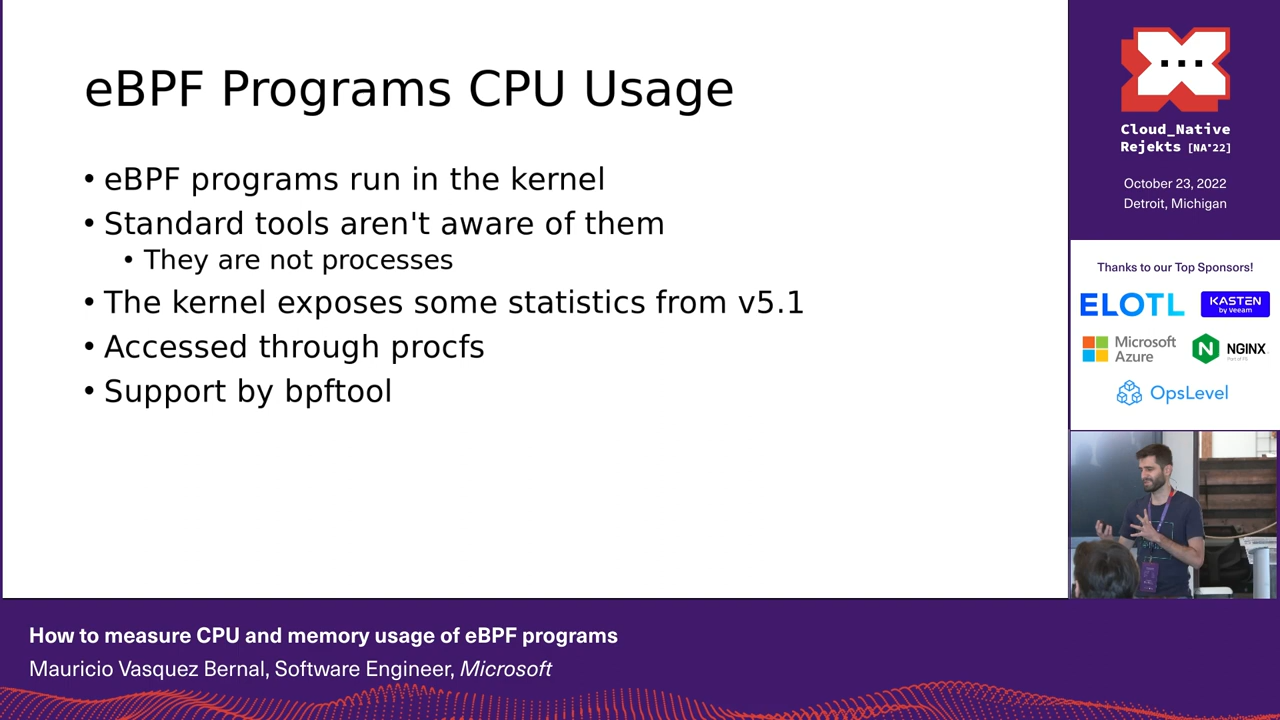 eBPF Programs CPU Usage
• eBPF programs run in the kernel
• Standard tools aren't aware of them
• They are not processes
• The kernel exposes some statistics from v5.1
• Accessed through procfs
• Support by bpftool
Cloud_Native
Rejekts [NA'22]
October 23, 2022
Detroit, Michigan
Thanks to our Top Sponsors!
ELOTL
KASTEN
by Veeam
Microsoft
Azure
NGINX
Part of F5
OpsLevel
How to measure CPU and memory usage of eBPF programs
Mauricio Vasquez Bernal, Software Engineer, Microsoft